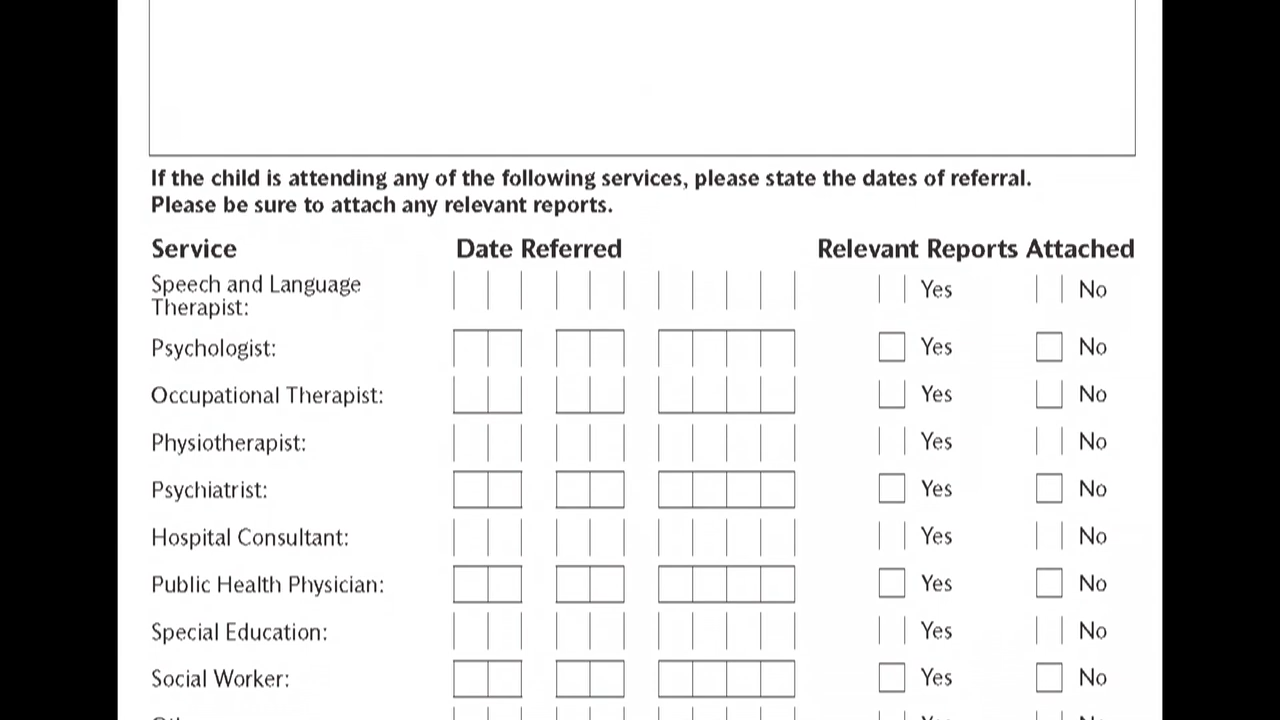 If the child is attending any of the following services, please state the dates of referral.
Please be sure to attach any relevant reports.
Service Date Referred Relevant Reports Attached
Speech and Language
Therapist: Yes No
Psychologist: Yes No
Occupational Therapist: Yes No
Physiotherapist: Yes No
Psychiatrist: Yes No
Hospital Consultant: Yes No
Public Health Physician: Yes No
Special Education: Yes No
Social Worker: Yes No